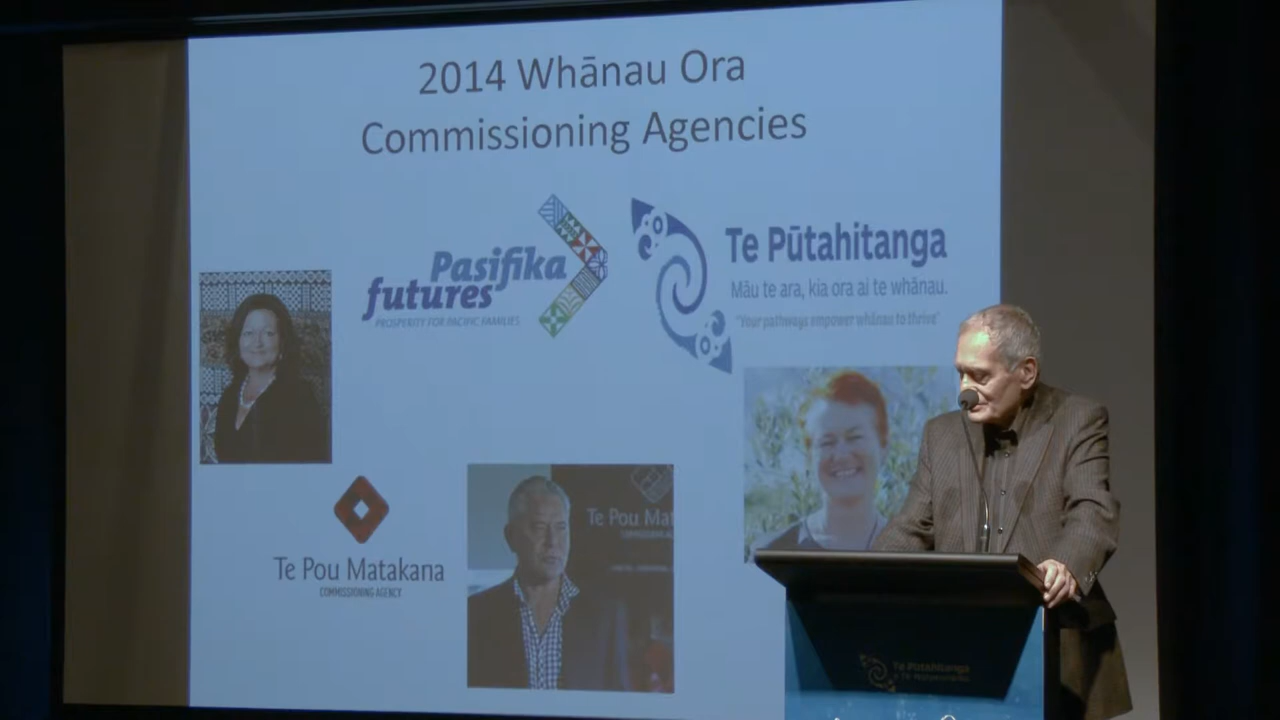 2014 Whānau Ora
Commissioning Agencies
Pasifika
futures
PROSPERITY FOR PACIFIC FAMILIES
Te Pūtahitanga
Māu te ara, kia ora ai te whānau.
"Your pathways empower whānau to thrive"
Te Pou Matakana
COMMISSIONING AGENCY
Te Pou Mat
Te Pūtahitanga